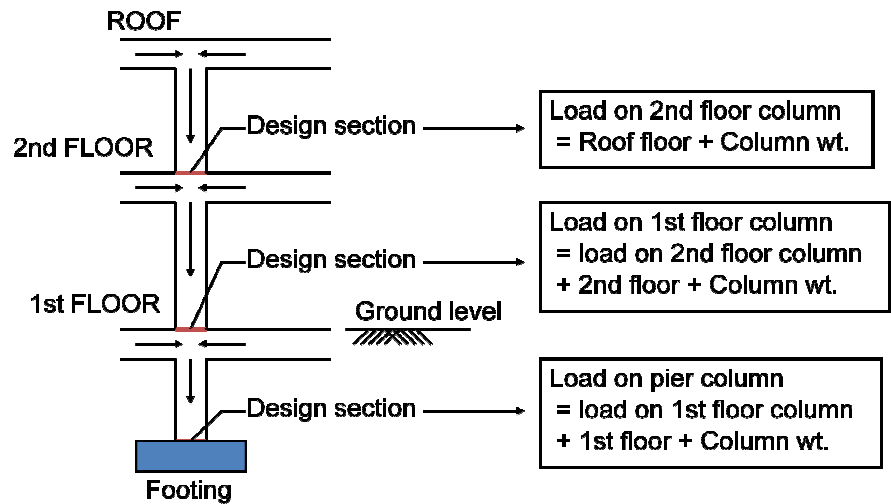 ROOF
2nd FLOOR
Design section
Load on 2nd floor column
= Roof floor + Column wt.
1st FLOOR
Design section
Load on 1st floor column
= load on 2nd floor column
+ 2nd floor + Column wt.
Ground level
Design section
Load on pier column
= load on 1st floor column
+ 1st floor + Column wt.
Footing